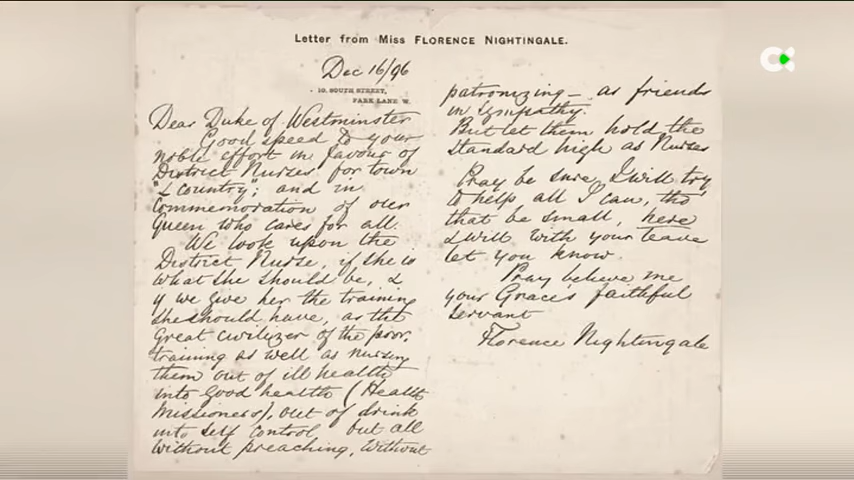 Letter from Miss FLORENCE NIGHTINGALE.
Dec 16/96
10. SOUTH STREET,
PARK LANE W.
Dear Duke of Westminster
Good speed to your
noble effort in favour of
District Nurses for town
"& Country"; and in
Commemoration of our
Queen who cares for all.
We look upon the
District Nurse, if she is
what she should be, &
if we give her the training
she should have, as the
Great civilizer of the poor.
training as well as nursing
them out of ill health
into good health (Health
Missioners), out of drink
into self control but all
without preaching, without
patronizing - as friends
in sympathy.
But let them hold the
standard high as Nurses
Pray be sure I will try
to help all I can, tho'
that be small, here
I will with your leave
let you know.
Pray believe me
your Grace's faithful
servant
Florence Nightingale